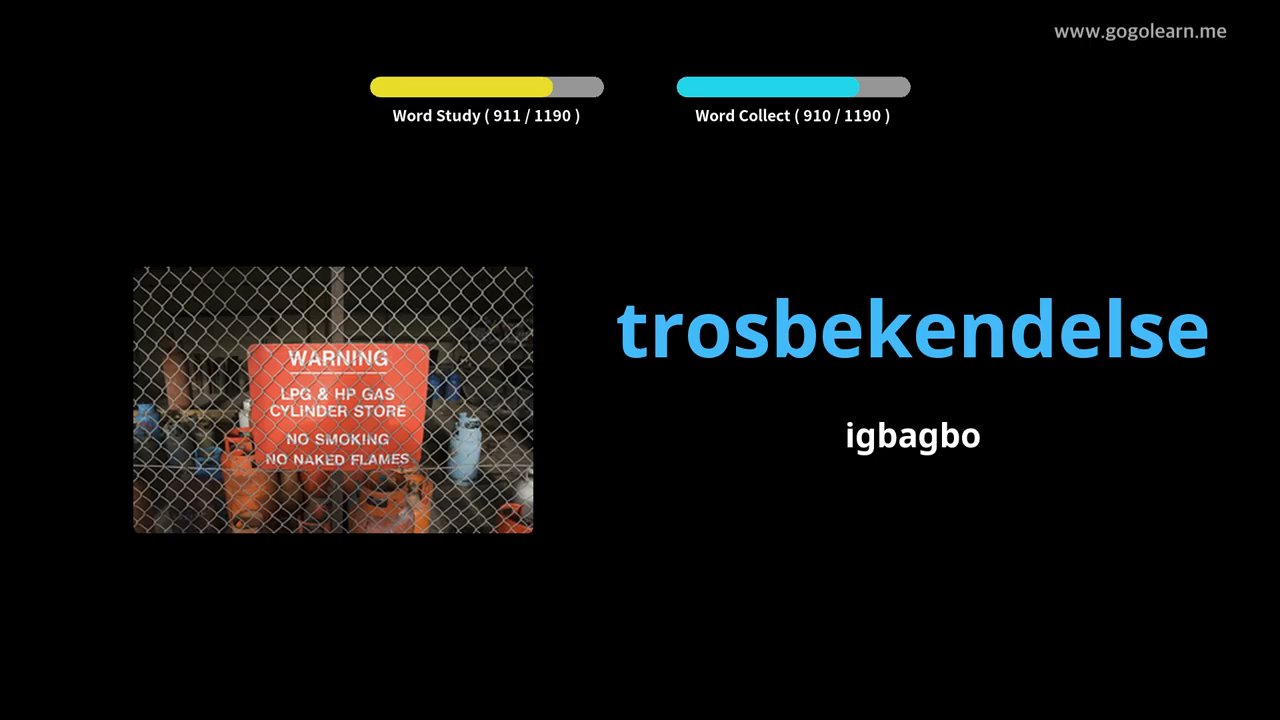 www.gogolearn.me
Word Study ( 911 / 1190 )
Word Collect ( 910 / 1190 )
WARNING
LPG & HP GAS
CYLINDER STORE
NO SMOKING
NO NAKED FLAMES
trosbekendelse
igbagbo